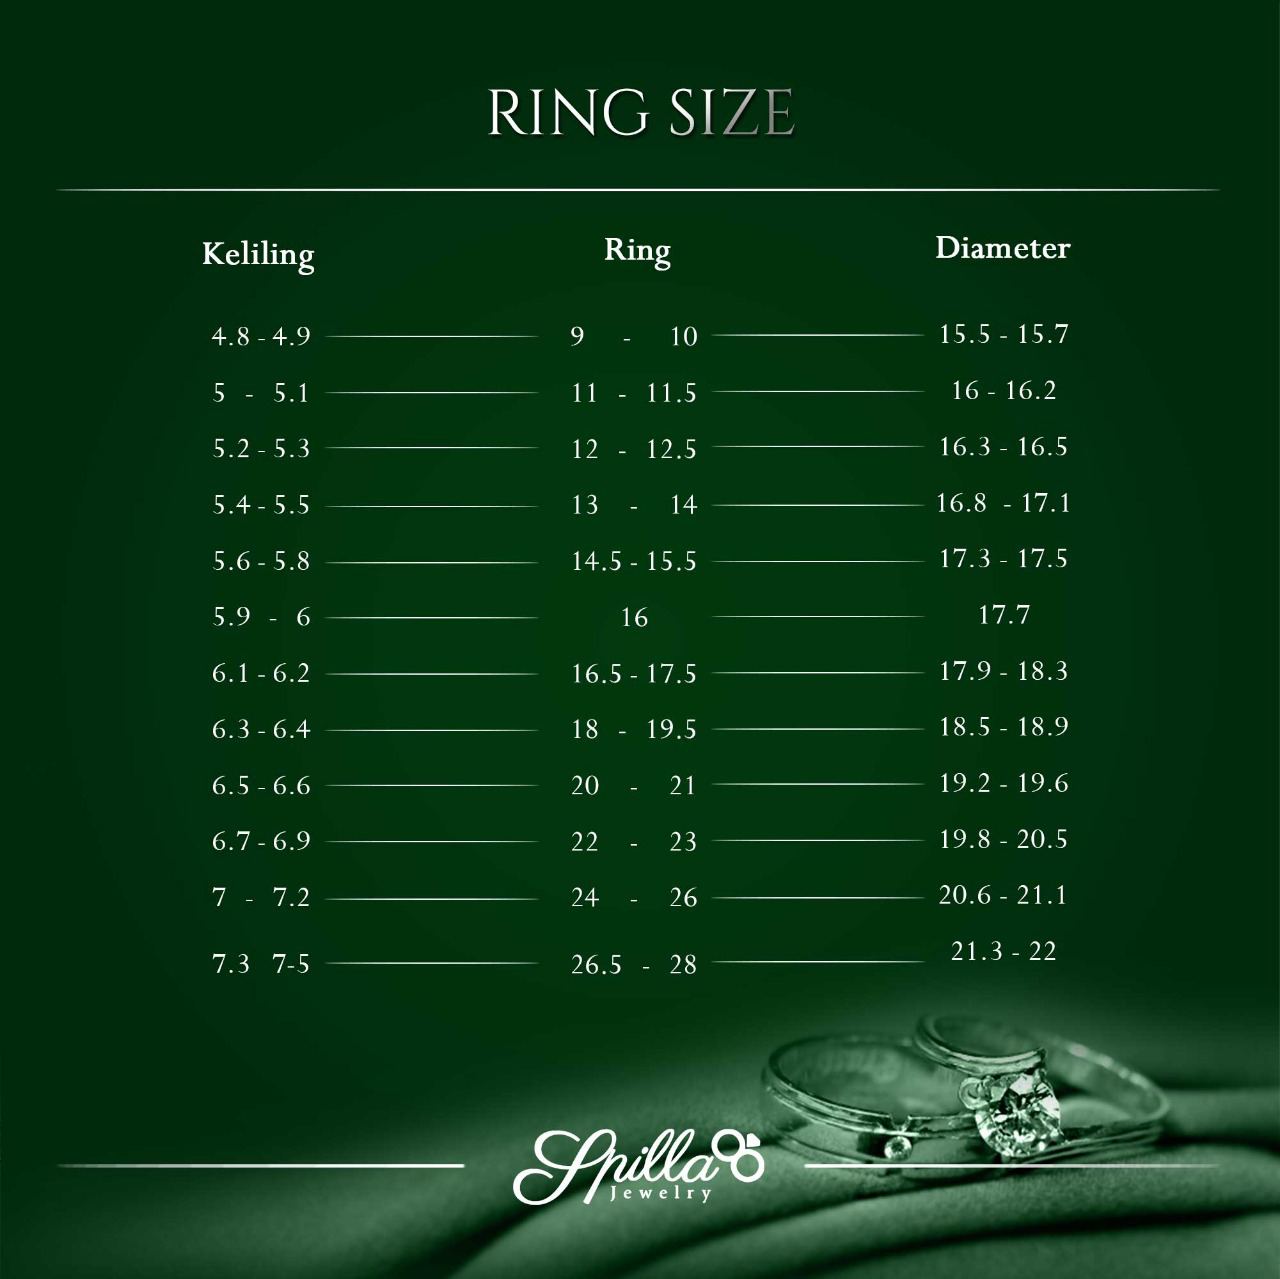 RING SIZE
Keliling Ring Diameter
4.8 - 4.9 9 - 10 15.5 - 15.7
5 - 5.1 11 - 11.5 16 - 16.2
5.2 - 5.3 12 - 12.5 16.3 - 16.5
5.4 - 5.5 13 - 14 16.8 - 17.1
5.6 - 5.8 14.5 - 15.5 17.3 - 17.5
5.9 - 6 16 17.7
6.1 - 6.2 16.5 - 17.5 17.9 - 18.3
6.3 - 6.4 18 - 19.5 18.5 - 18.9
6.5 - 6.6 20 - 21 19.2 - 19.6
6.7 - 6.9 22 - 23 19.8 - 20.5
7 - 7.2 24 - 26 20.6 - 21.1
7.3 7-5 26.5 - 28 21.3 - 22
Spilla
Jewelry